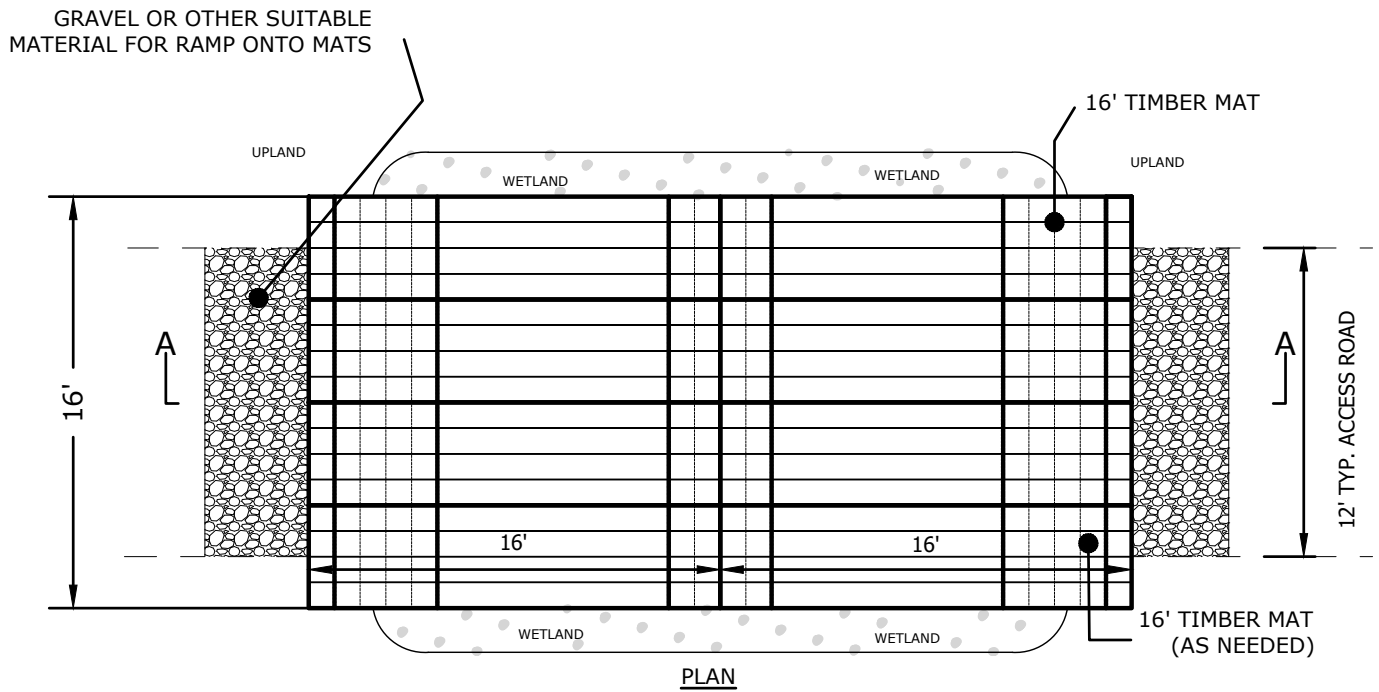 GRAVEL OR OTHER SUITABLE
MATERIAL FOR RAMP ONTO MATS
16' TIMBER MAT
UPLAND
UPLAND
WETLAND
WETLAND
A
A
16'
12' TYP. ACCESS ROAD
16'
16'
16' TIMBER MAT
(AS NEEDED)
WETLAND
WETLAND
PLAN